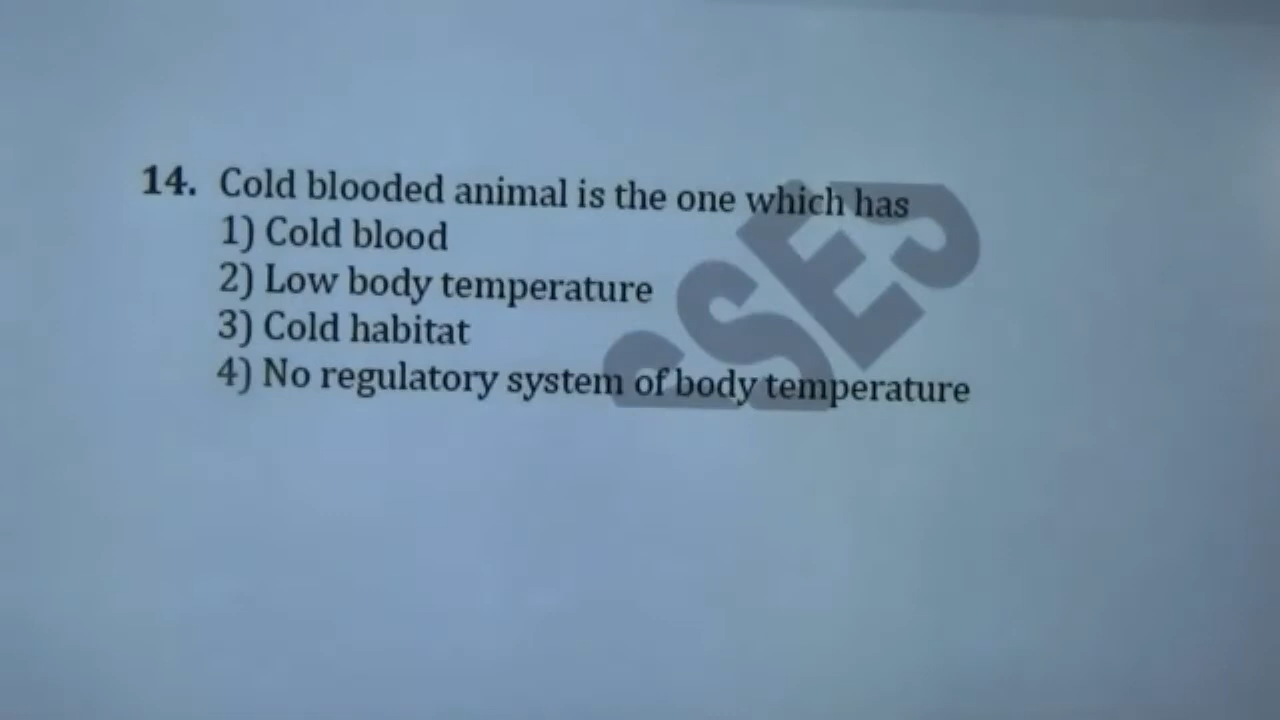 14. Cold blooded animal is the one which has
1) Cold blood
2) Low body temperature
3) Cold habitat
4) No regulatory system of body temperature